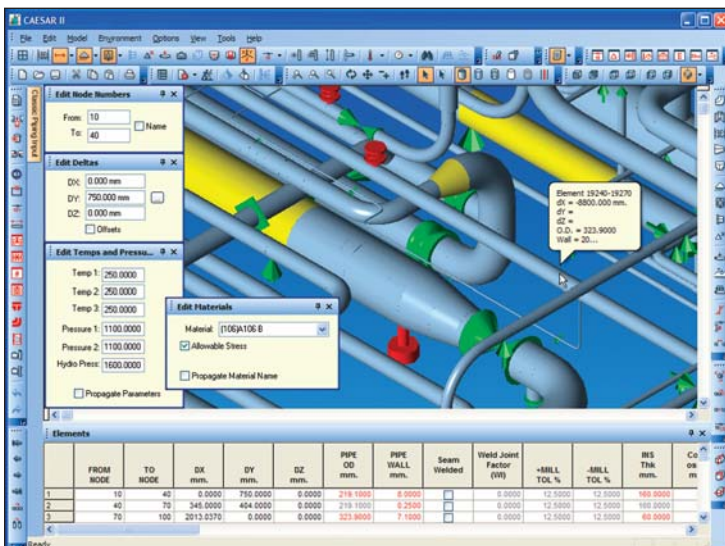 CAESAR II
File Edit Model Environment Options View Tools Help
Classic Piping Input
Edit Node Numbers
From: 10
To: 40
Name
Edit Deltas
DX: 0.000 mm
DY: 750.000 mm
...
DZ: 0.000 mm
Offsets
Edit Temps and Pressu...
Temp 1: 250.0000
Temp 2: 250.0000
Temp 3: 250.0000
Pressure 1: 1100.0000
Pressure 2: 1100.0000
Hydro Press: 1600.0000
Propagate Parameters
Edit Materials
Material: (106)A106 B
Allowable Stress
Propagate Material Name
Element 19240-19270
dX = -8800.000 mm.
dY =
dZ =
O.D. = 323.9000
Wall = 20...
Elements
FROM NODE TO NODE DX mm. DY mm. DZ mm. PIPE OD mm. PIPE WALL mm. Seam Welded Weld Joint Factor (Wl) +MILL TOL % -MILL TOL % INS Thk mm.
1 10 40 0.0000 750.0000 0.0000 219.1000 8.0000 0.0000 12.5000 12.5000 160.0000
2 40 70 345.0000 404.0000 0.0000 219.1000 0.2500 0.0000 12.5000 12.5000 160.0000
3 70 100 2013.0370 0.0000 0.0000 323.9000 7.1000 0.0000 12.5000 12.5000 60.0000
Ready